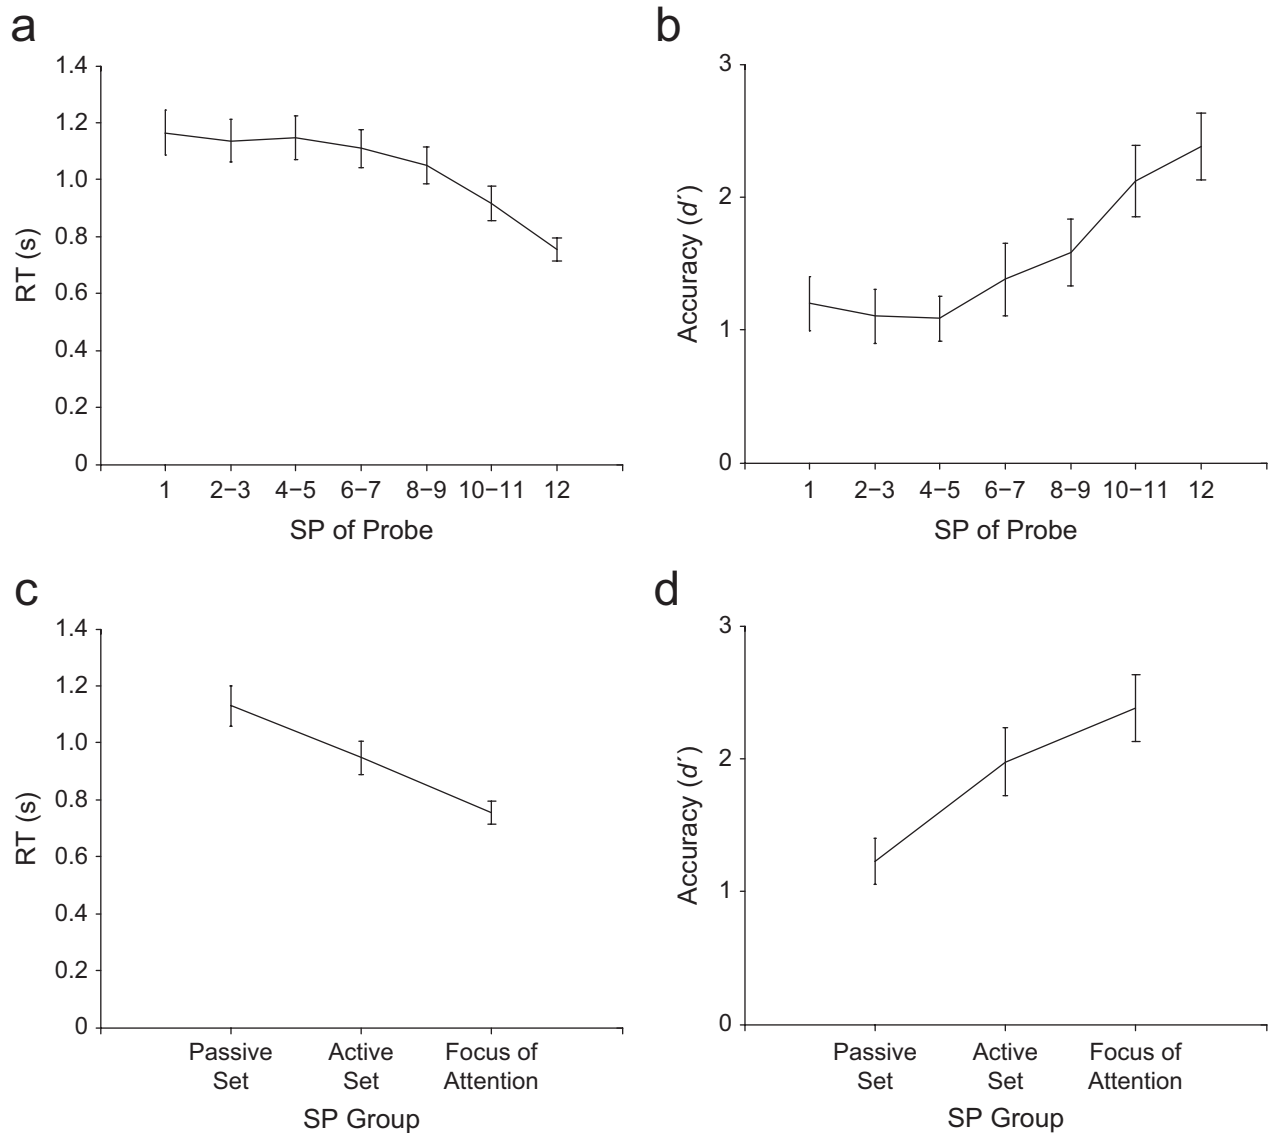 a
1.4
1.2
1.0
0.8
0.6
0.4
0.2
0
RT (s)
1 2−3 4−5 6−7 8−9 10−11 12
SP of Probe
b
3
2
1
0
Accuracy (d´)
1 2−3 4−5 6−7 8−9 10−11 12
SP of Probe
c
1.4
1.2
1.0
0.8
0.6
0.4
0.2
0
RT (s)
Passive Active Focus of
Set Set Attention
SP Group
d
3
2
1
0
Accuracy (d´)
Passive Active Focus of
Set Set Attention
SP Group